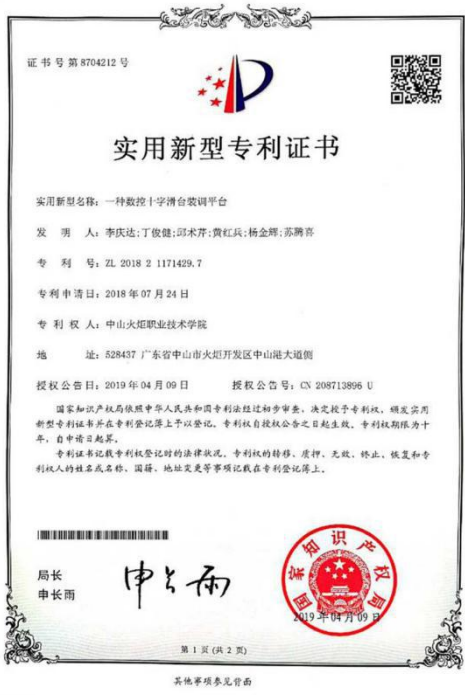 证书号第8704212号
实用新型专利证书
实用新型名称：一种数控十字滑台装调平台
发 明 人：李庆达;丁俊健;邱术芹;黄红兵;杨金辉;苏腾喜
专 利 号：ZL 2018 2 1171429.7
专利申请日：2018年07月24日
专 利 权 人：中山火炬职业技术学院
地 址：528437 广东省中山市火炬开发区中山港大道侧
授权公告日：2019年04月09日 授权公告号：CN 208713896 U
国家知识产权局依照中华人民共和国专利法经过初步审查，决定授予专利权，颁发实用
新型专利证书并在专利登记簿上予以登记。专利权自授权公告之日起生效。专利权期限为十
年，自申请日起算。
专利证书记载专利权登记时的法律状况。专利权的转移、质押、无效、终止、恢复和专
利权人的姓名或名称、国籍、地址变更等事项记载在专利登记簿上。
局长
申长雨
申长雨
国家知识产权局
2019年04月09日
第 1 页 (共 2 页)
其他事项参见背面